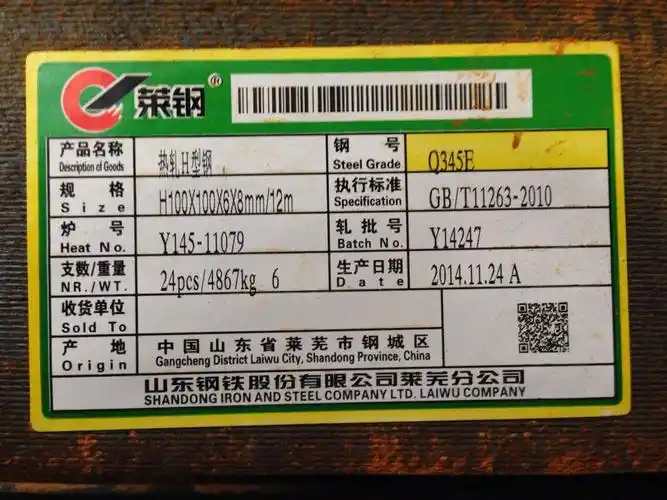 莱钢®
产品名称 热轧H型钢 钢号 Q345E
Description of Goods Steel Grade
规格 H100X100X6X8mm/12m 执行标准 GB/T11263-2010
Size Specification
炉号 Y145-11079 轧批号 Y14247
Heat No. Batch No.
支数/重量 24pcs/4867kg 6 生产日期 2014.11.24 A
NR./WT. Date
收货单位
Sold To
产地 中国山东省莱芜市钢城区
Origin Gangcheng District Laiwu City, Shandong Province, China
山东钢铁股份有限公司莱芜分公司
SHANDONG IRON AND STEEL COMPANY LTD. LAIWU COMPANY